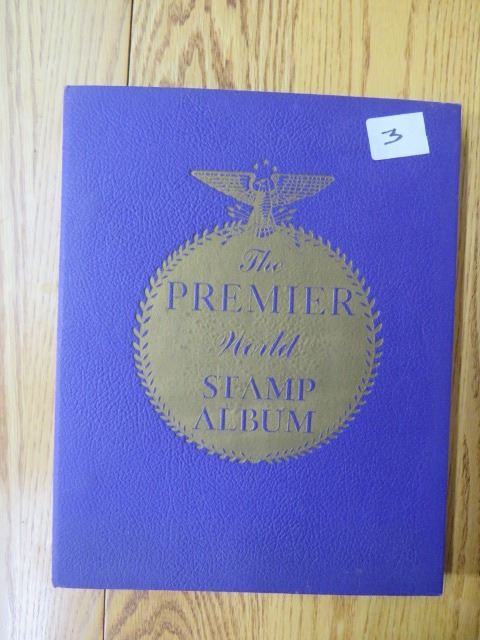 3
The
PREMIER
World
STAMP
ALBUM